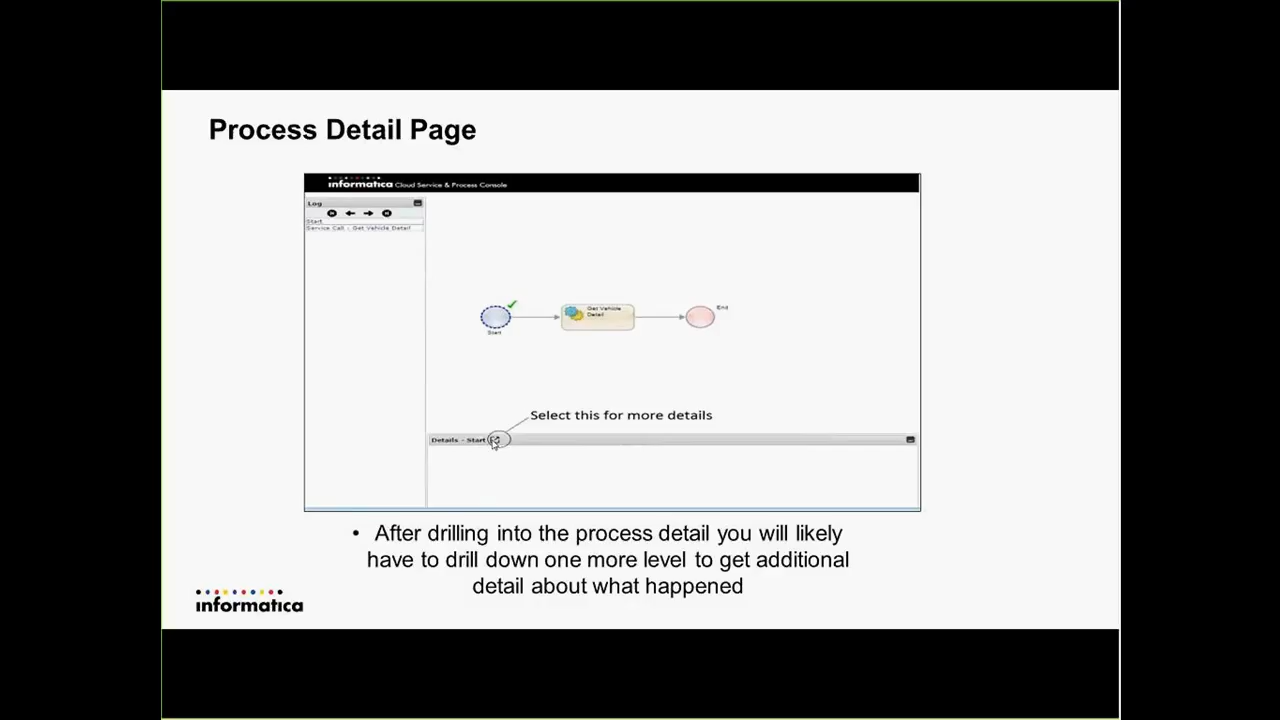 Process Detail Page
informatica Cloud Service & Process Console
Log
Start
Service Call - Get Vehicle Detail
Get Vehicle
Detail
Start
End
Select this for more details
Details - Start
• After drilling into the process detail you will likely
have to drill down one more level to get additional
detail about what happened
informatica